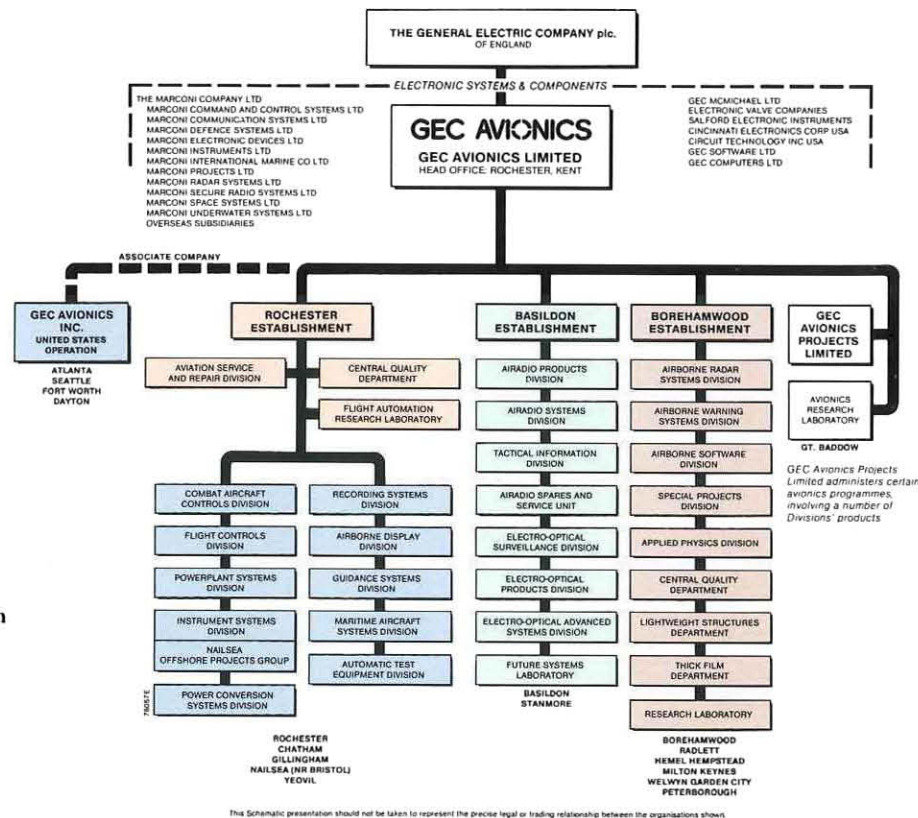 THE GENERAL ELECTRIC COMPANY plc.
OF ENGLAND
ELECTRONIC SYSTEMS & COMPONENTS
THE MARCONI COMPANY LTD
MARCONI COMMAND AND CONTROL SYSTEMS LTD
MARCONI COMMUNICATION SYSTEMS LTD
MARCONI DEFENCE SYSTEMS LTD
MARCONI ELECTRONIC DEVICES LTD
MARCONI INSTRUMENTS LTD
MARCONI INTERNATIONAL MARINE CO LTD
MARCONI PROJECTS LTD
MARCONI RADAR SYSTEMS LTD
MARCONI SECURE RADIO SYSTEMS LTD
MARCONI SPACE SYSTEMS LTD
MARCONI UNDERWATER SYSTEMS LTD
OVERSEAS SUBSIDIARIES
GEC AVIONICS
GEC AVIONICS LIMITED
HEAD OFFICE: ROCHESTER, KENT
GEC MCMICHAEL LTD
ELECTRONIC VALVE COMPANIES
SALFORD ELECTRONIC INSTRUMENTS
CINCINNATI ELECTRONICS CORP USA
CIRCUIT TECHNOLOGY INC USA
GEC SOFTWARE LTD
GEC COMPUTERS LTD
ASSOCIATE COMPANY
GEC AVIONICS
INC.
UNITED STATES
OPERATION
ATLANTA
SEATTLE
FORT WORTH
DAYTON
ROCHESTER
ESTABLISHMENT
AVIATION SERVICE
AND REPAIR DIVISION
CENTRAL QUALITY
DEPARTMENT
FLIGHT AUTOMATION
RESEARCH LABORATORY
COMBAT AIRCRAFT
CONTROLS DIVISION
FLIGHT CONTROLS
DIVISION
POWERPLANT SYSTEMS
DIVISION
INSTRUMENT SYSTEMS
DIVISION
NAILSEA
OFFSHORE PROJECTS GROUP
POWER CONVERSION
SYSTEMS DIVISION
RECORDING SYSTEMS
DIVISION
AIRBORNE DISPLAY
DIVISION
GUIDANCE SYSTEMS
DIVISION
MARITIME AIRCRAFT
SYSTEMS DIVISION
AUTOMATIC TEST
EQUIPMENT DIVISION
ROCHESTER
CHATHAM
GILLINGHAM
NAILSEA (NR BRISTOL)
YEOVIL
BASILDON
ESTABLISHMENT
AIRADIO PRODUCTS
DIVISION
AIRADIO SYSTEMS
DIVISION
TACTICAL INFORMATION
DIVISION
AIRADIO SPARES AND
SERVICE UNIT
ELECTRO-OPTICAL
SURVEILLANCE DIVISION
ELECTRO-OPTICAL
PRODUCTS DIVISION
ELECTRO-OPTICAL ADVANCED
SYSTEMS DIVISION
FUTURE SYSTEMS
LABORATORY
BASILDON
STANMORE
BOREHAMWOOD
ESTABLISHMENT
AIRBORNE RADAR
SYSTEMS DIVISION
AIRBORNE WARNING
SYSTEMS DIVISION
AIRBORNE SOFTWARE
DIVISION
SPECIAL PROJECTS
DIVISION
APPLIED PHYSICS DIVISION
CENTRAL QUALITY
DEPARTMENT
LIGHTWEIGHT STRUCTURES
DEPARTMENT
THICK FILM
DEPARTMENT
RESEARCH LABORATORY
BOREHAMWOOD
RADLETT
HEMEL HEMPSTEAD
MILTON KEYNES
WELWYN GARDEN CITY
PETERBOROUGH
GEC
AVIONICS
PROJECTS
LIMITED
AVIONICS
RESEARCH
LABORATORY
GT. BADDOW
GEC Avionics Projects
Limited administers certain
avionics programmes,
involving a number of
Divisions' products
This Schematic presentation should not be taken to represent the precise legal or trading relationship between the organisations shown.